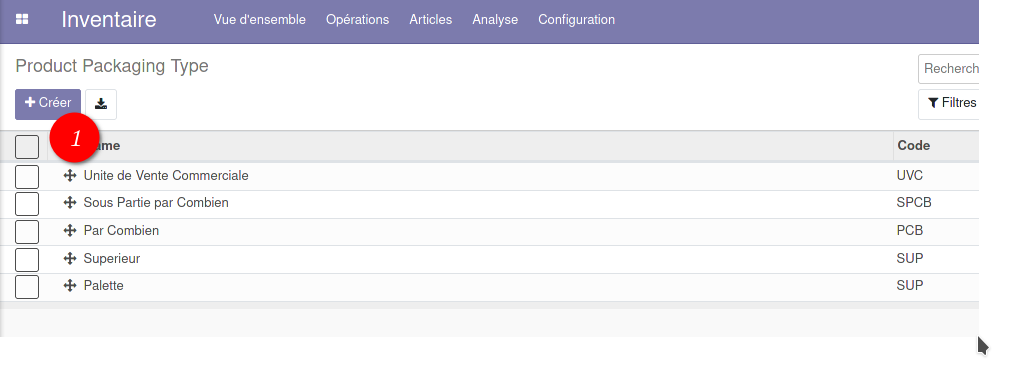 Inventaire Vue d'ensemble Opérations Articles Analyse Configuration
Product Packaging Type
Recherch
Créer
Filtres
1
ame Code
Unite de Vente Commerciale UVC
Sous Partie par Combien SPCB
Par Combien PCB
Superieur SUP
Palette SUP